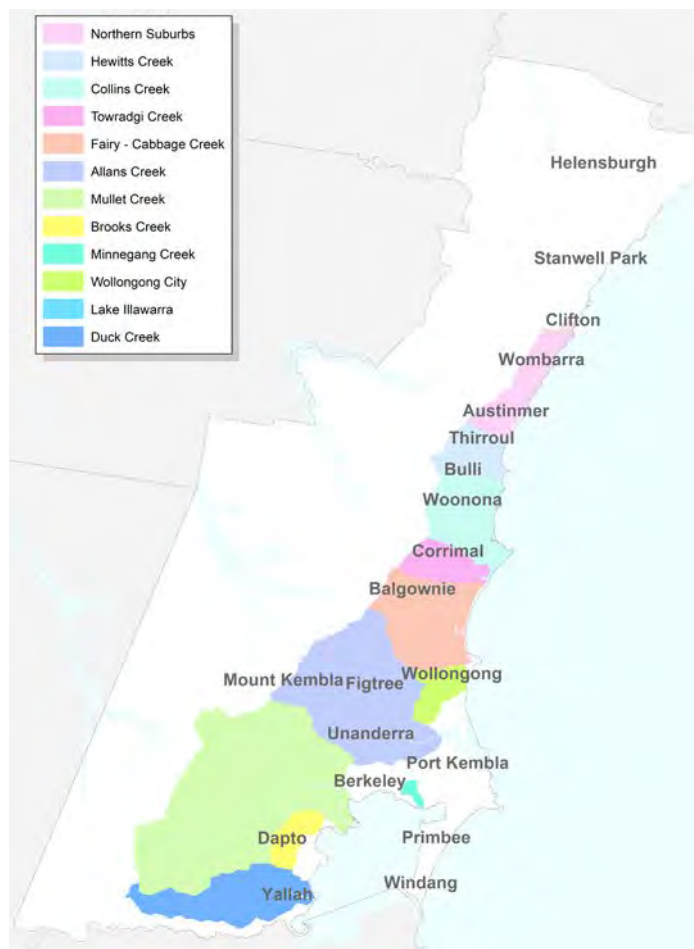 Northern Suburbs
Hewitts Creek
Collins Creek
Towradgi Creek
Fairy - Cabbage Creek
Allans Creek
Mullet Creek
Brooks Creek
Minnegang Creek
Wollongong City
Lake Illawarra
Duck Creek
Helensburgh
Stanwell Park
Clifton
Wombarra
Austinmer
Thirroul
Bulli
Woonona
Corrimal
Balgownie
Wollongong
Mount Kembla
Figtree
Unanderra
Port Kembla
Berkeley
Dapto
Primbee
Windang
Yallah